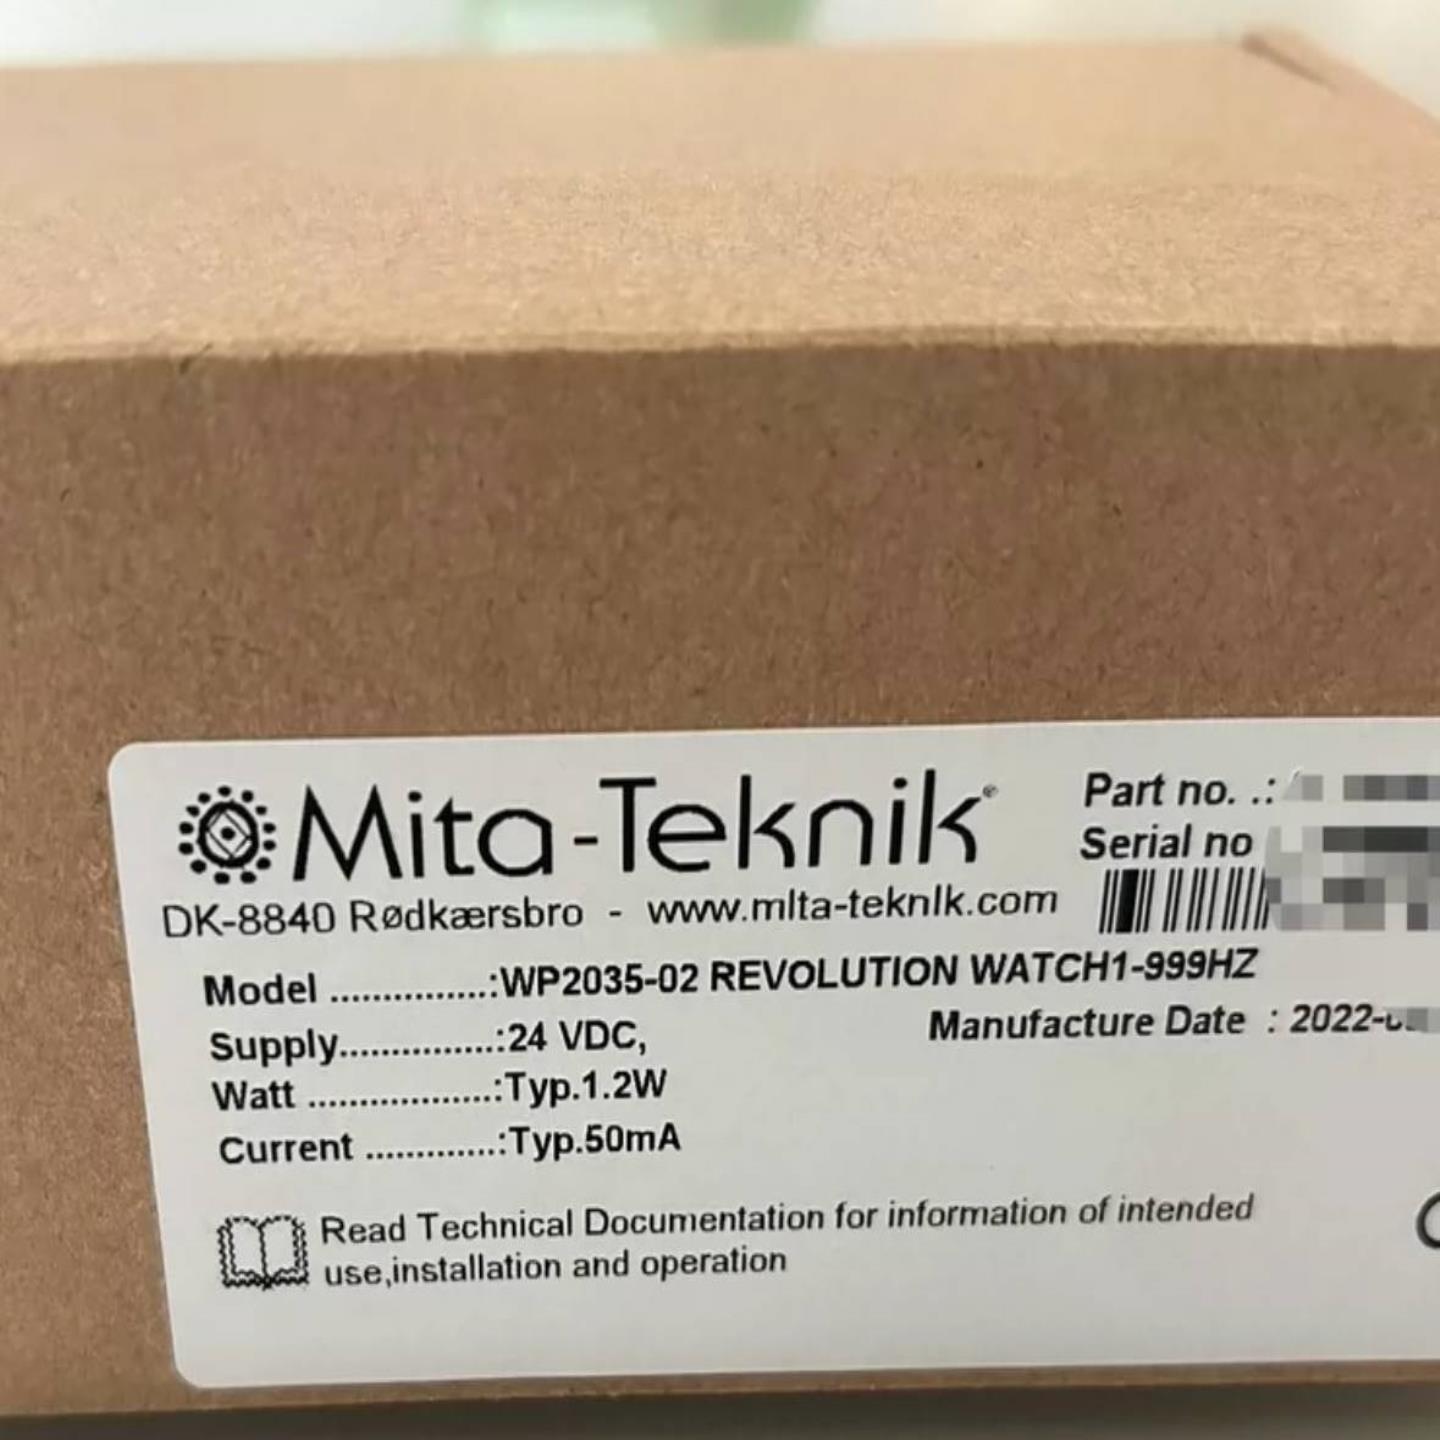 Mita-Teknik®
DK-8840 Rødkærsbro - www.mlta-teknlk.com
Part no. .:
Serial no
Model ...............:WP2035-02 REVOLUTION WATCH1-999HZ
Supply...............:24 VDC,
Manufacture Date : 2022-
Watt ..................:Typ.1.2W
Current .............:Typ.50mA
Read Technical Documentation for information of intended
use,installation and operation